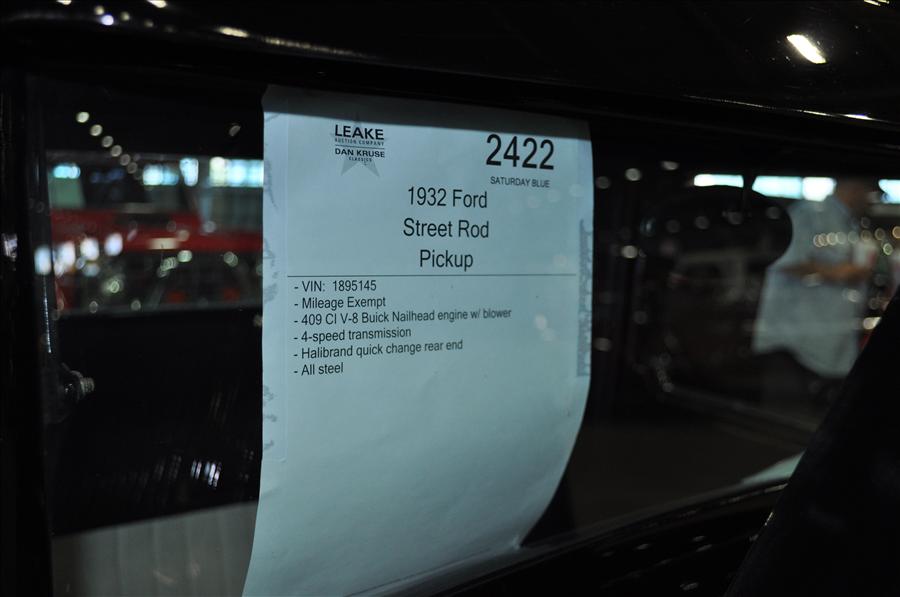 LEAKE
AUCTION COMPANY
DAN KRUSE
CLASSICS
2422
SATURDAY BLUE
1932 Ford
Street Rod
Pickup
- VIN: 1895145
- Mileage Exempt
- 409 CI V-8 Buick Nailhead engine w/ blower
- 4-speed transmission
- Halibrand quick change rear end
- All steel